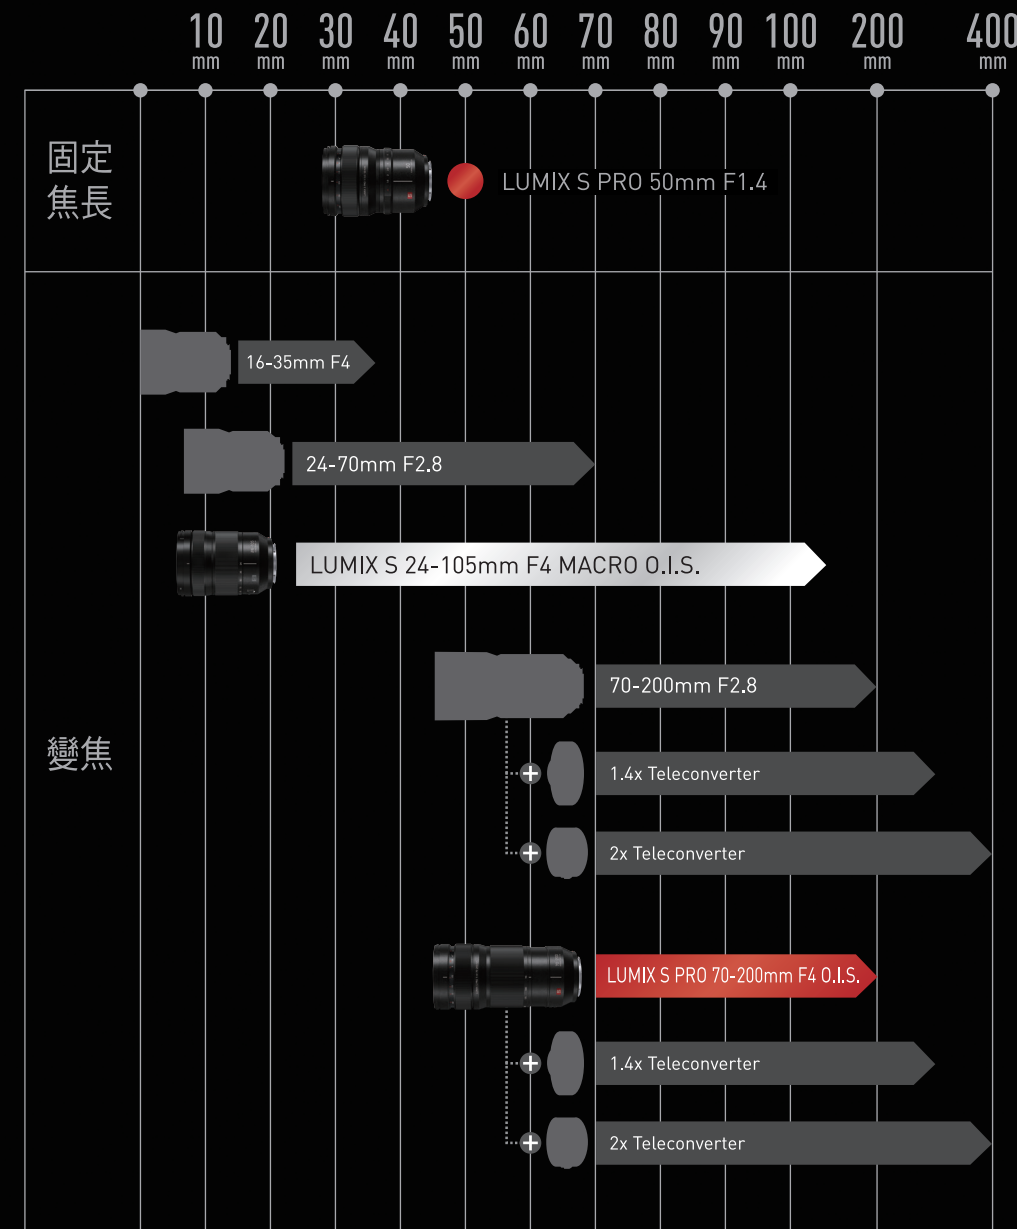 10 20 30 40 50 60 70 80 90 100 200 400
mm mm mm mm mm mm mm mm mm mm mm mm
固定
焦長
LUMIX S PRO 50mm F1.4
變焦
16-35mm F4
24-70mm F2.8
LUMIX S 24-105mm F4 MACRO O.I.S.
70-200mm F2.8
+ 1.4x Teleconverter
+ 2x Teleconverter
LUMIX S PRO 70-200mm F4 O.I.S.
+ 1.4x Teleconverter
+ 2x Teleconverter